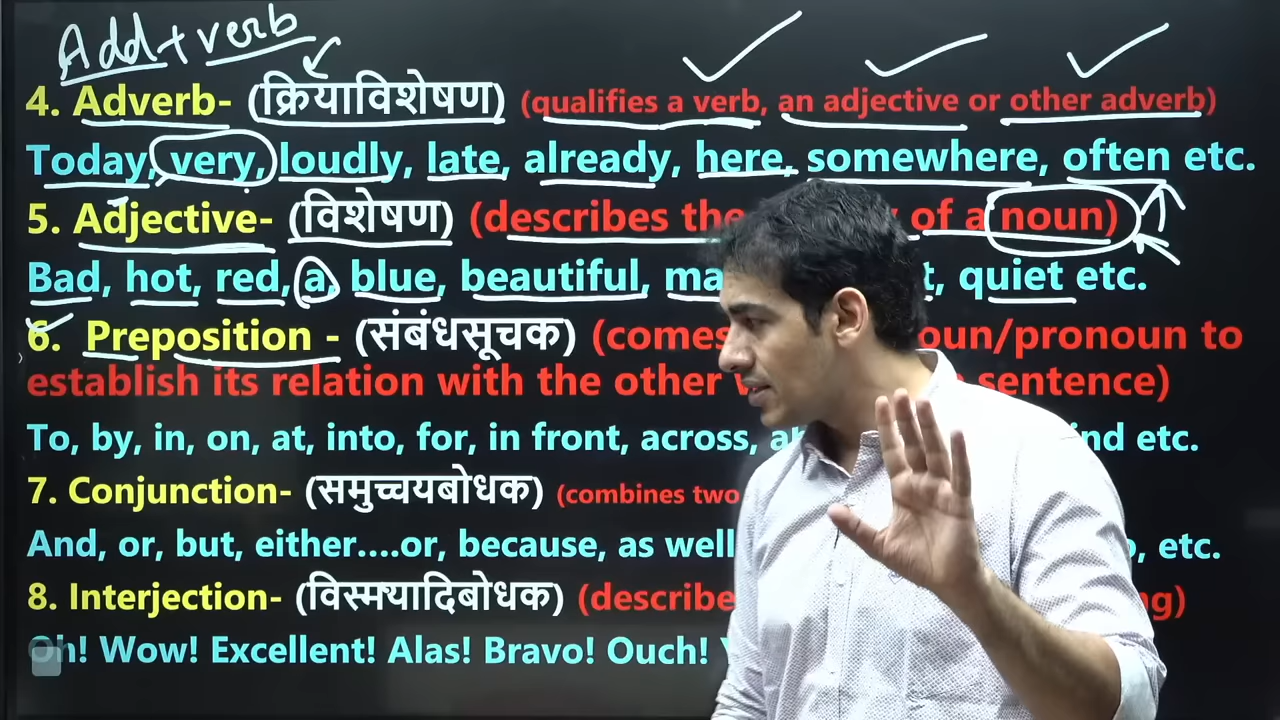 Add + verb
4. Adverb- (क्रियाविशेषण) (qualifies a verb, an adjective or other adverb)
Today, very, loudly, late, already, here, somewhere, often etc.
5. Adjective- (विशेषण) (describes the of a noun)
Bad, hot, red, a, blue, beautiful, quiet etc.
6. Preposition - (संबंधसूचक) (comes noun/pronoun to
establish its relation with the other sentence)
To, by, in, on, at, into, for, in front, across, etc.
7. Conjunction- (समुच्चयबोधक) (combines two
And, or, but, either....or, because, as well etc.
8. Interjection- (विस्मयादिबोधक) (describe
Oh! Wow! Excellent! Alas! Bravo! Ouch!